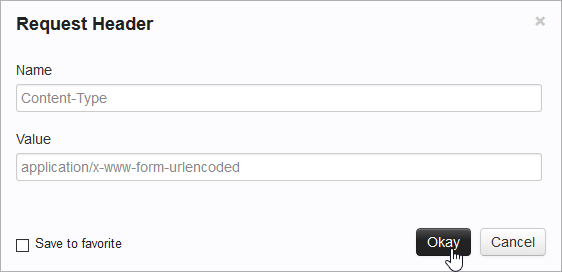 Request Header
×
Name
Content-Type
Value
application/x-www-form-urlencoded
Save to favorite
Okay
Cancel